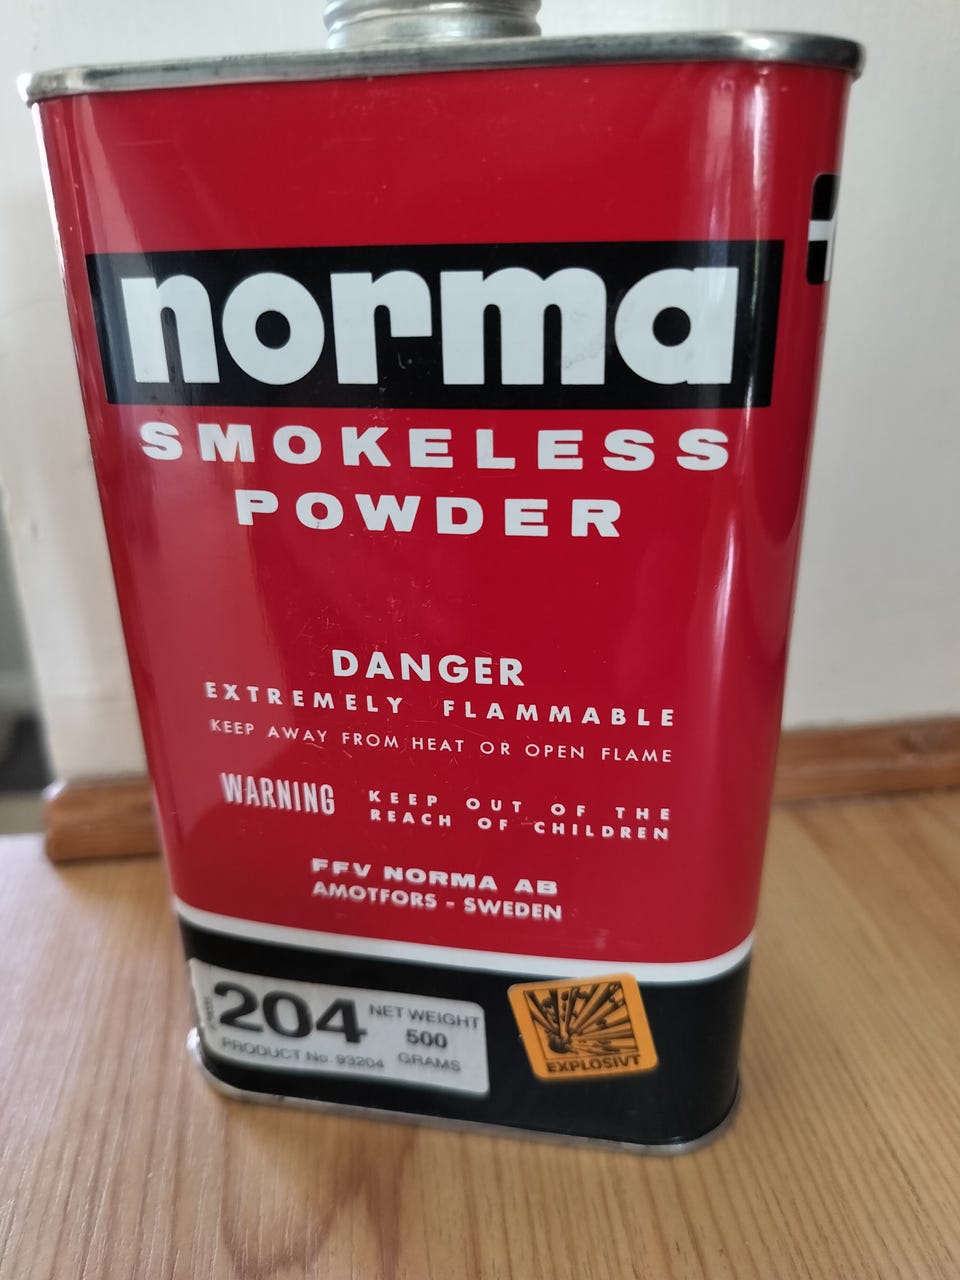 norma
SMOKELESS
POWDER
DANGER
EXTREMELY FLAMMABLE
KEEP AWAY FROM HEAT OR OPEN FLAME
WARNING
KEEP OUT OF THE
REACH OF CHILDREN
FFV NORMA AB
AMOTFORS - SWEDEN
204
PRODUCT No 93204
NET WEIGHT
500
GRAMS
EXPLOSIVT